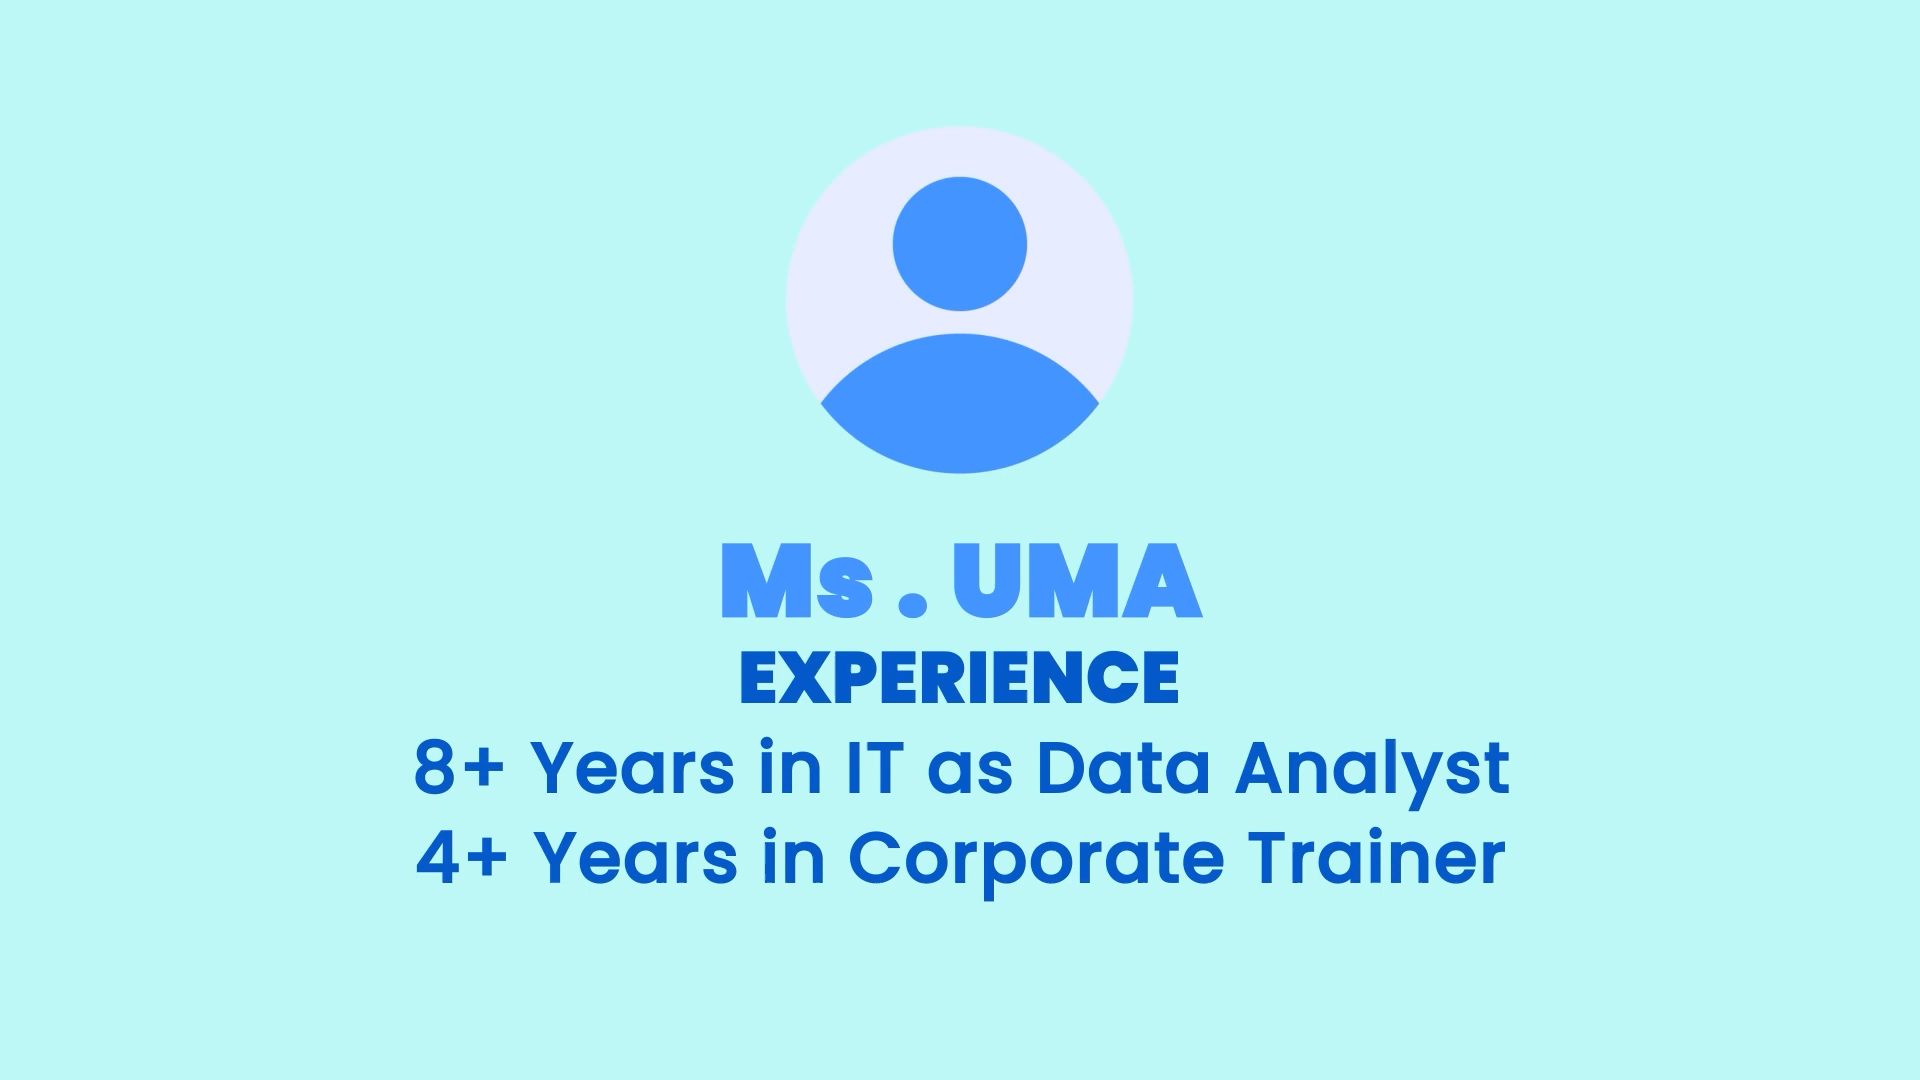 Ms . UMA
EXPERIENCE
8+ Years in IT as Data Analyst
4+ Years in Corporate Trainer